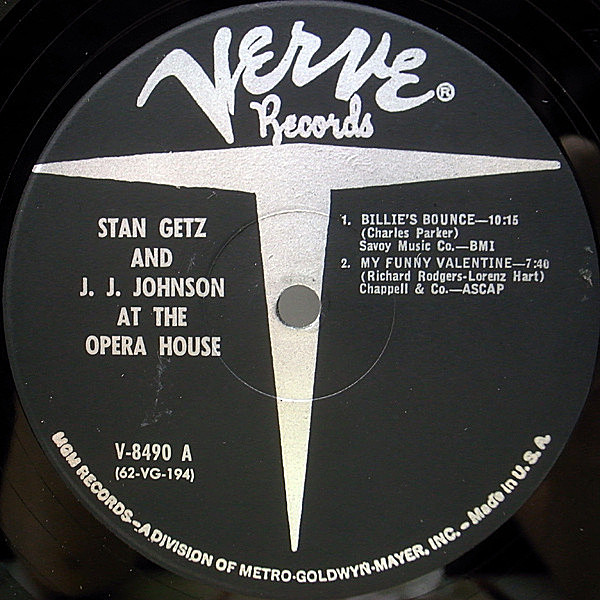 Verve®
Records
STAN GETZ
AND
J. J. JOHNSON
AT THE
OPERA HOUSE
1. BILLIE'S BOUNCE—10:15
(Charles Parker)
Savoy Music Co.—BMI
2. MY FUNNY VALENTINE—7:40
(Richard Rodgers-Lorenz Hart)
Chappell & Co.—ASCAP
V-8490 A
(62-VG-194)
MGM RECORDS—A DIVISION OF METRO-GOLDWYN-MAYER, INC. – Made in U. S. A.